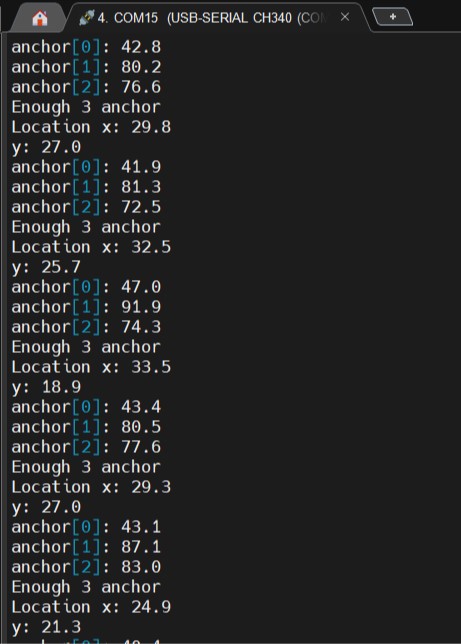 4. COM15 (USB-SERIAL CH340 (CO
anchor[0]: 42.8
anchor[1]: 80.2
anchor[2]: 76.6
Enough 3 anchor
Location x: 29.8
y: 27.0
anchor[0]: 41.9
anchor[1]: 81.3
anchor[2]: 72.5
Enough 3 anchor
Location x: 32.5
y: 25.7
anchor[0]: 47.0
anchor[1]: 91.9
anchor[2]: 74.3
Enough 3 anchor
Location x: 33.5
y: 18.9
anchor[0]: 43.4
anchor[1]: 80.5
anchor[2]: 77.6
Enough 3 anchor
Location x: 29.3
y: 27.0
anchor[0]: 43.1
anchor[1]: 87.1
anchor[2]: 83.0
Enough 3 anchor
Location x: 24.9
y: 21.3